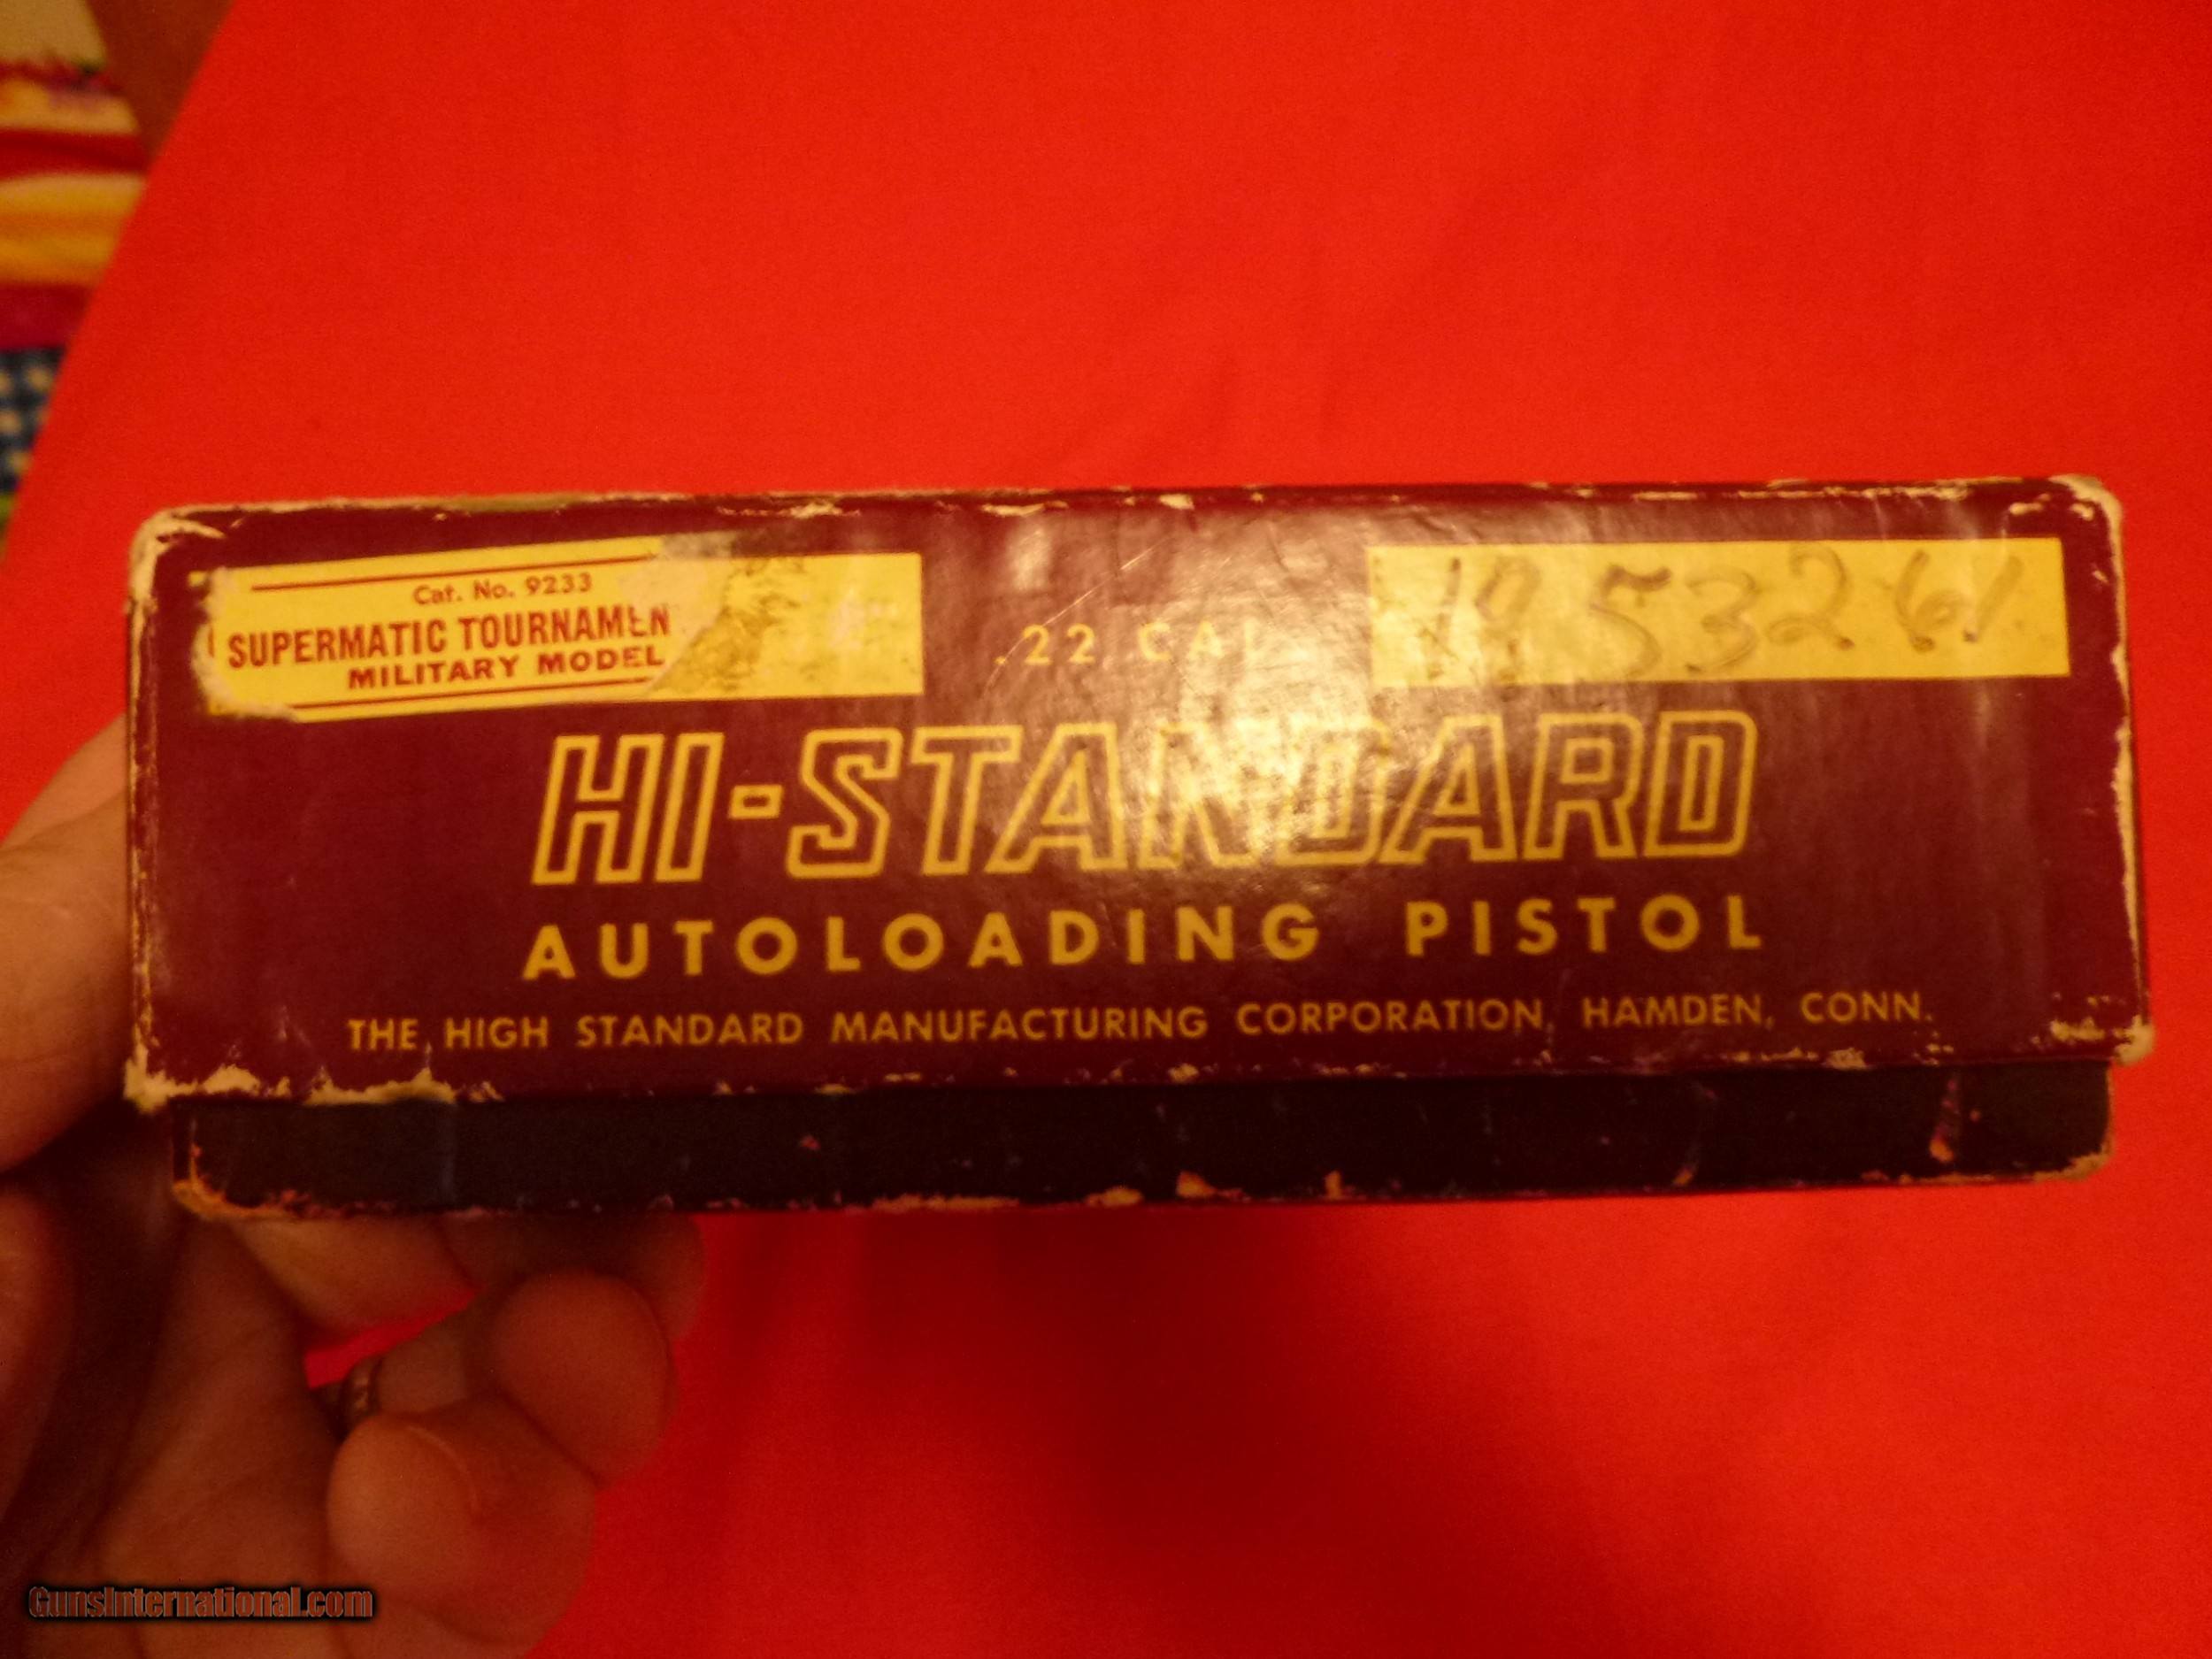 Cat. No. 9233
SUPERMATIC TOURNAMEN
MILITARY MODEL
.22 CAL
1953261
HI-STANDARD
AUTOLOADING PISTOL
THE HIGH STANDARD MANUFACTURING CORPORATION, HAMDEN, CONN.
GunsInternational.com